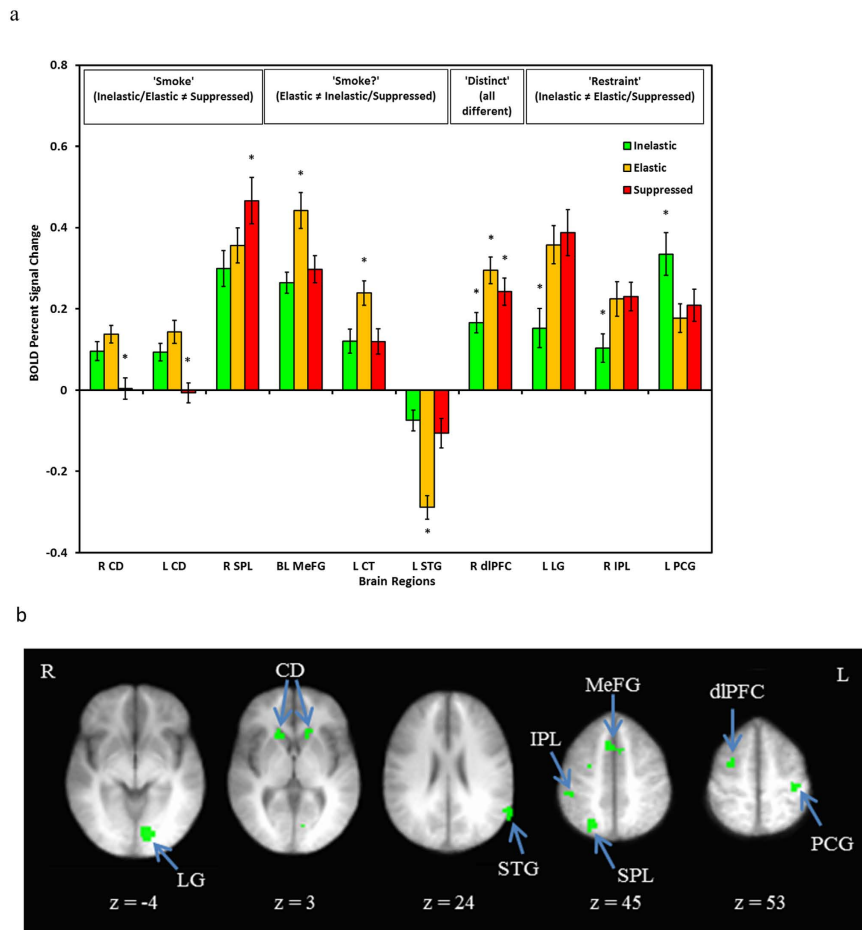 a
0.8
'Smoke' 'Smoke?' 'Distinct' 'Restraint'
(Inelastic/Elastic ≠ Suppressed) (Elastic ≠ Inelastic/Suppressed) (all different) (Inelastic ≠ Elastic/Suppressed)
0.6
Inelastic
Elastic
Suppressed
* * * * * * * * * *
0.4
0.2
0
-0.2
*
-0.4
BOLD Percent Signal Change
R CD L CD R SPL BL MeFG L CT L STG R dlPFC L LG R IPL L PCG
Brain Regions
b
R CD MeFG dlPFC L
IPL
LG STG SPL PCG
z = -4 z = 3 z = 24 z = 45 z = 53